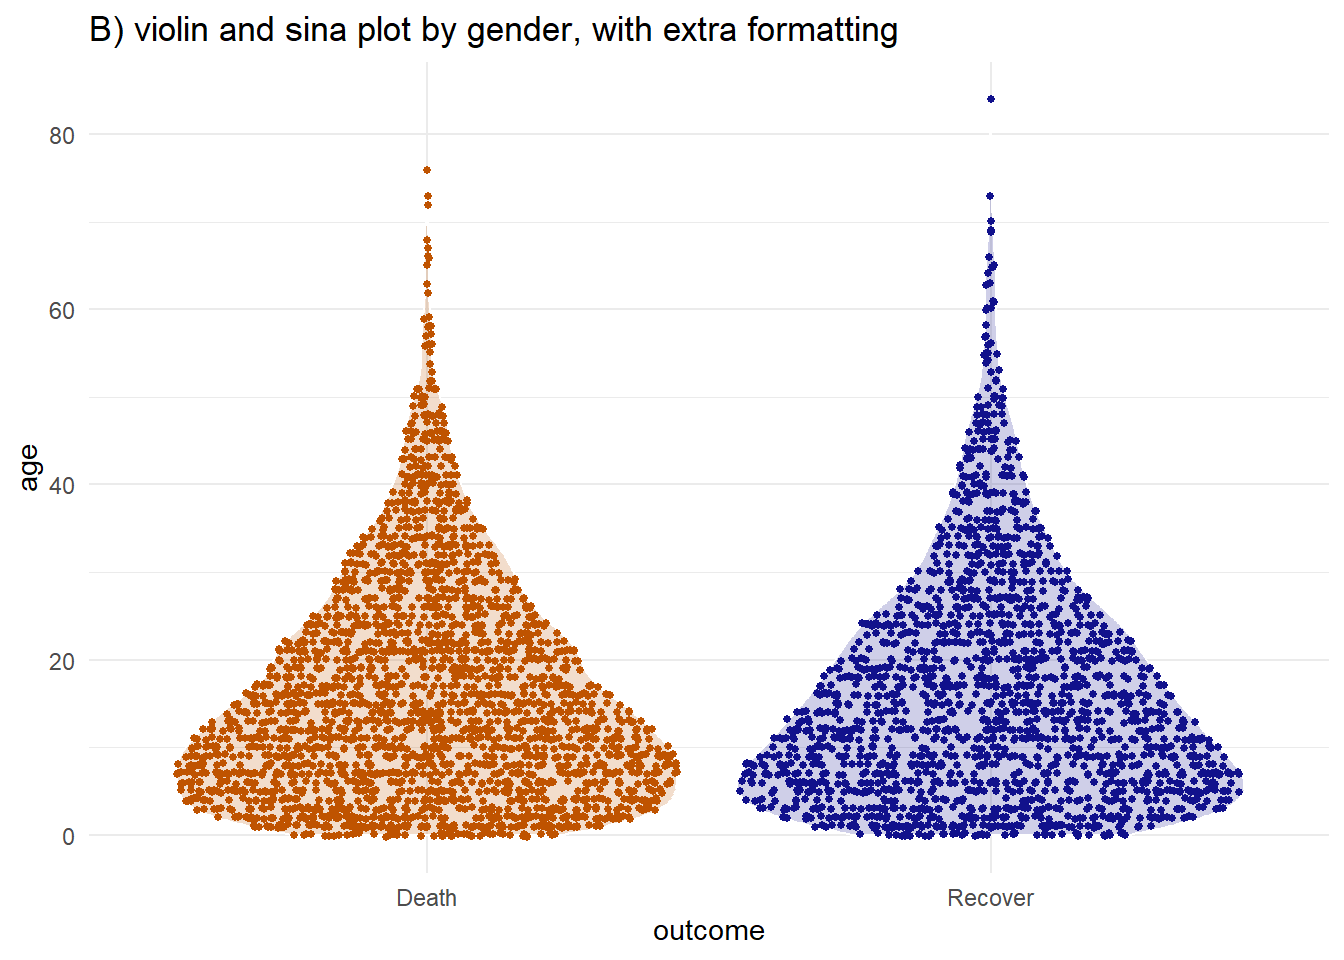 B) violin and sina plot by gender, with extra formatting
80
60
40
20
0
age
Death
Recover
outcome